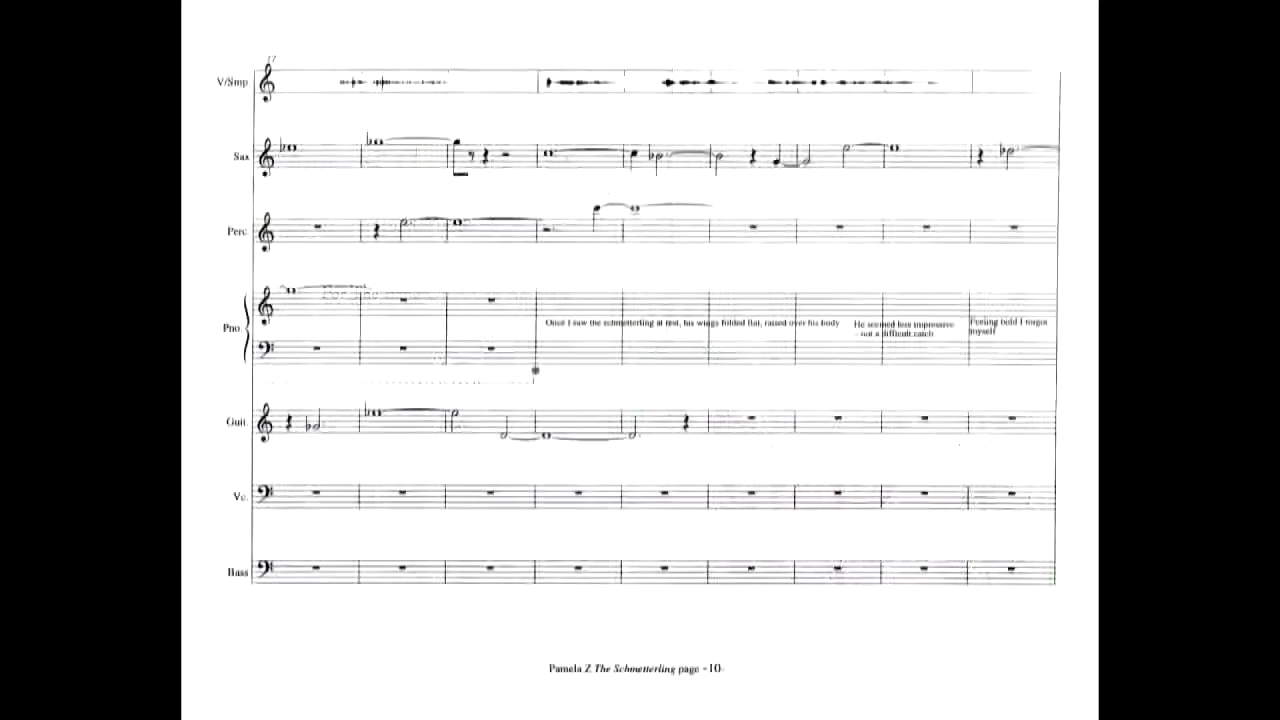 17
V/Smp
Sax
Perc.
Pno.
Once I saw the schmetterling at rest, his wings folded flat, raised over his body
He seemed less impressive
- not a difficult catch
Feeling bold I forgot
myself
Guit.
Vc.
Bass
Pamela Z The Schmetterling page -10-